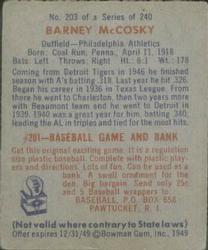 No. 203 of a Series of 240
BARNEY McCOSKY
Outfield—Philadelphia Athletics
Born: Coal Run, Penna., April 11, 1918
Bats: Left Throws: Right Ht.: 6:1 Wt.: 178
Coming from Detroit Tigers in 1946 he finished
season with A's batting .318. Last year he hit .326.
Began his career in 1936 in Texas League. From
there he went to Charleston, then two years more
with Beaumont team and he went to Detroit in
1939. 1940 was a great year for him, batting .340,
leading the AL in triples and tied for the most hits.
#201—BASEBALL GAME AND BANK
Get this original exciting game. It is a regulation
size plastic baseball. Complete with plastic play-
ers and directions. Lots of fun. Can be used as a
bank. A swell ornament for the
den. Big bargain. Send only 25¢
and 5 Baseball wrappers to
BASEBALL, P.O. BOX 658
PAWTUCKET, R. I.
(Not valid where contrary to State laws)
Offer expires 12/31/49 © Bowman Gum, Inc., 1949